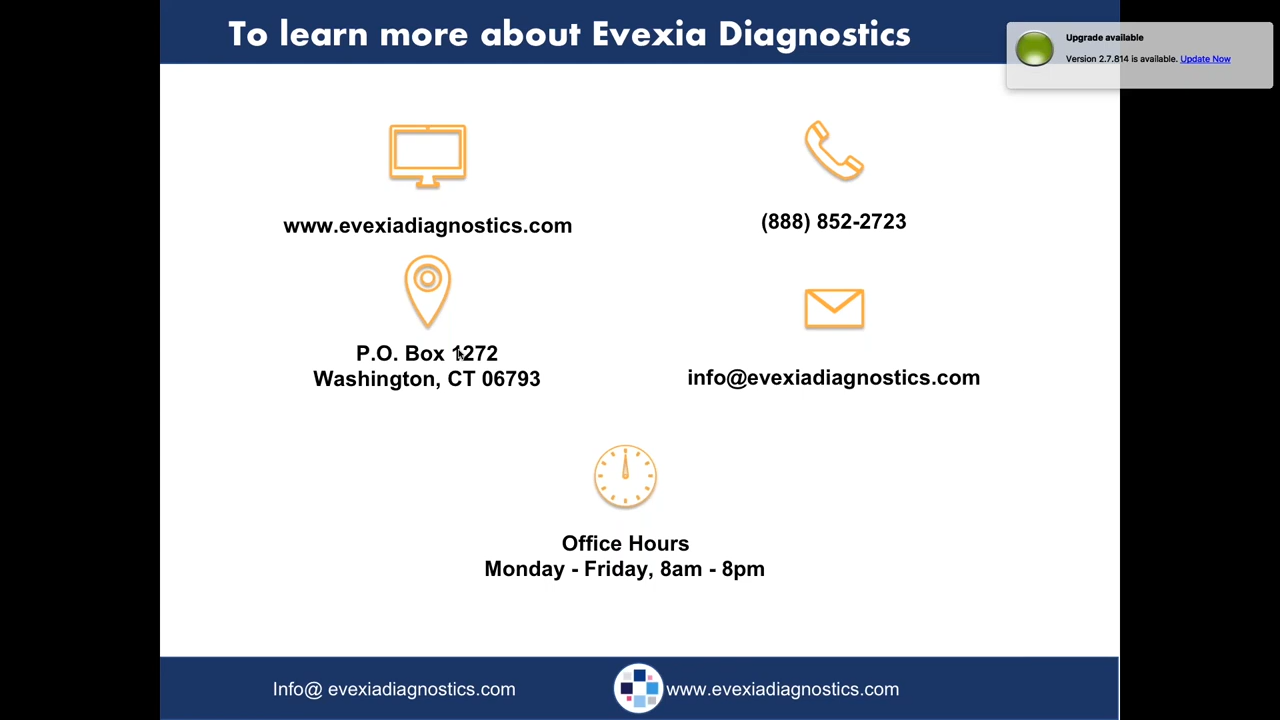 To learn more about Evexia Diagnostics
Upgrade available
Version 2.7.814 is available. Update Now
www.evexiadiagnostics.com
(888) 852-2723
P.O. Box 1272
Washington, CT 06793
info@evexiadiagnostics.com
Office Hours
Monday - Friday, 8am - 8pm
Info@ evexiadiagnostics.com
www.evexiadiagnostics.com